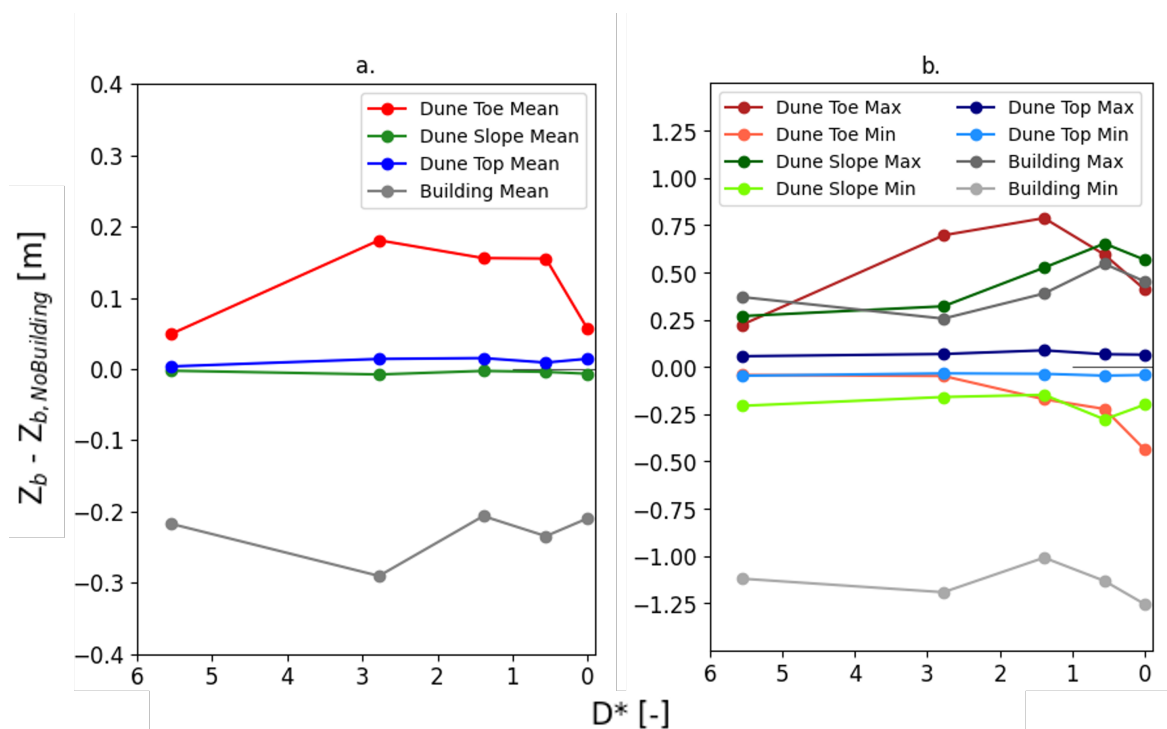 a.
b.
Z_b - Z_{b, NoBuilding} [m]
0.4
0.3
0.2
0.1
0.0
−0.1
−0.2
−0.3
−0.4
Dune Toe Mean
Dune Slope Mean
Dune Top Mean
Building Mean
6 5 4 3 2 1 0
1.25
1.00
0.75
0.50
0.25
0.00
−0.25
−0.50
−0.75
−1.00
−1.25
Dune Toe Max
Dune Toe Min
Dune Slope Max
Dune Slope Min
Dune Top Max
Dune Top Min
Building Max
Building Min
6 5 4 3 2 1 0
D* [-]